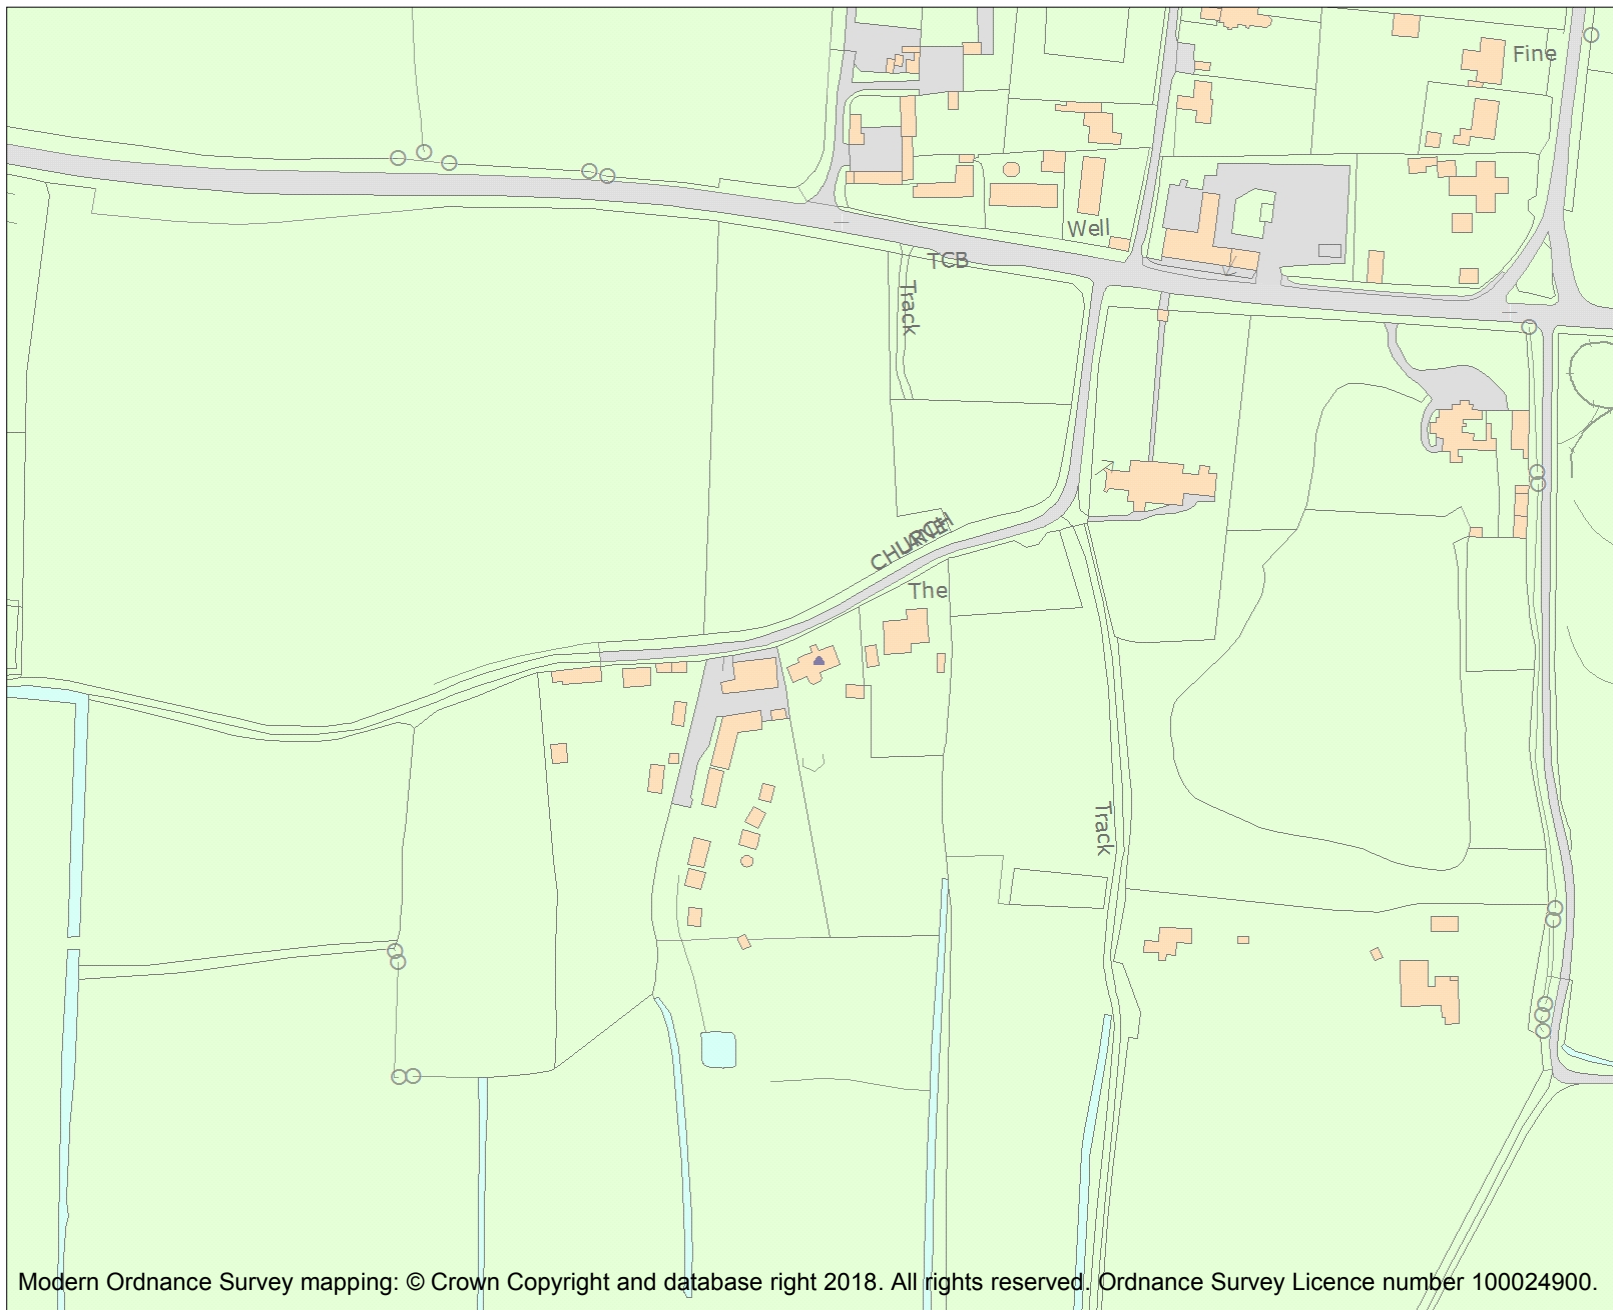 Fine
Well
TCB
Track
CHURCH
The
Track
Modern Ordnance Survey mapping: © Crown Copyright and database right 2018. All rights reserved. Ordnance Survey Licence number 100024900.